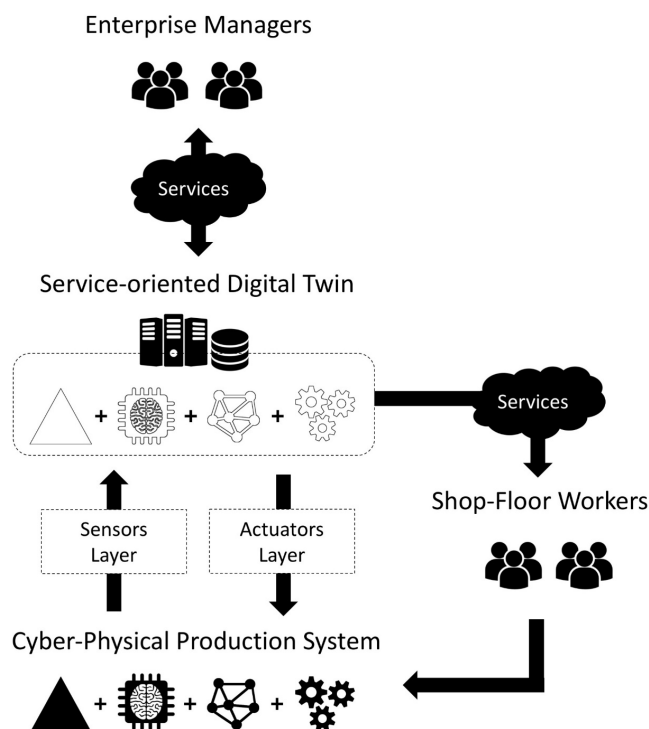 Enterprise Managers
Services
Service-oriented Digital Twin
+ + +
Services
Shop-Floor Workers
Sensors
Layer
Actuators
Layer
Cyber-Physical Production System
+ + +